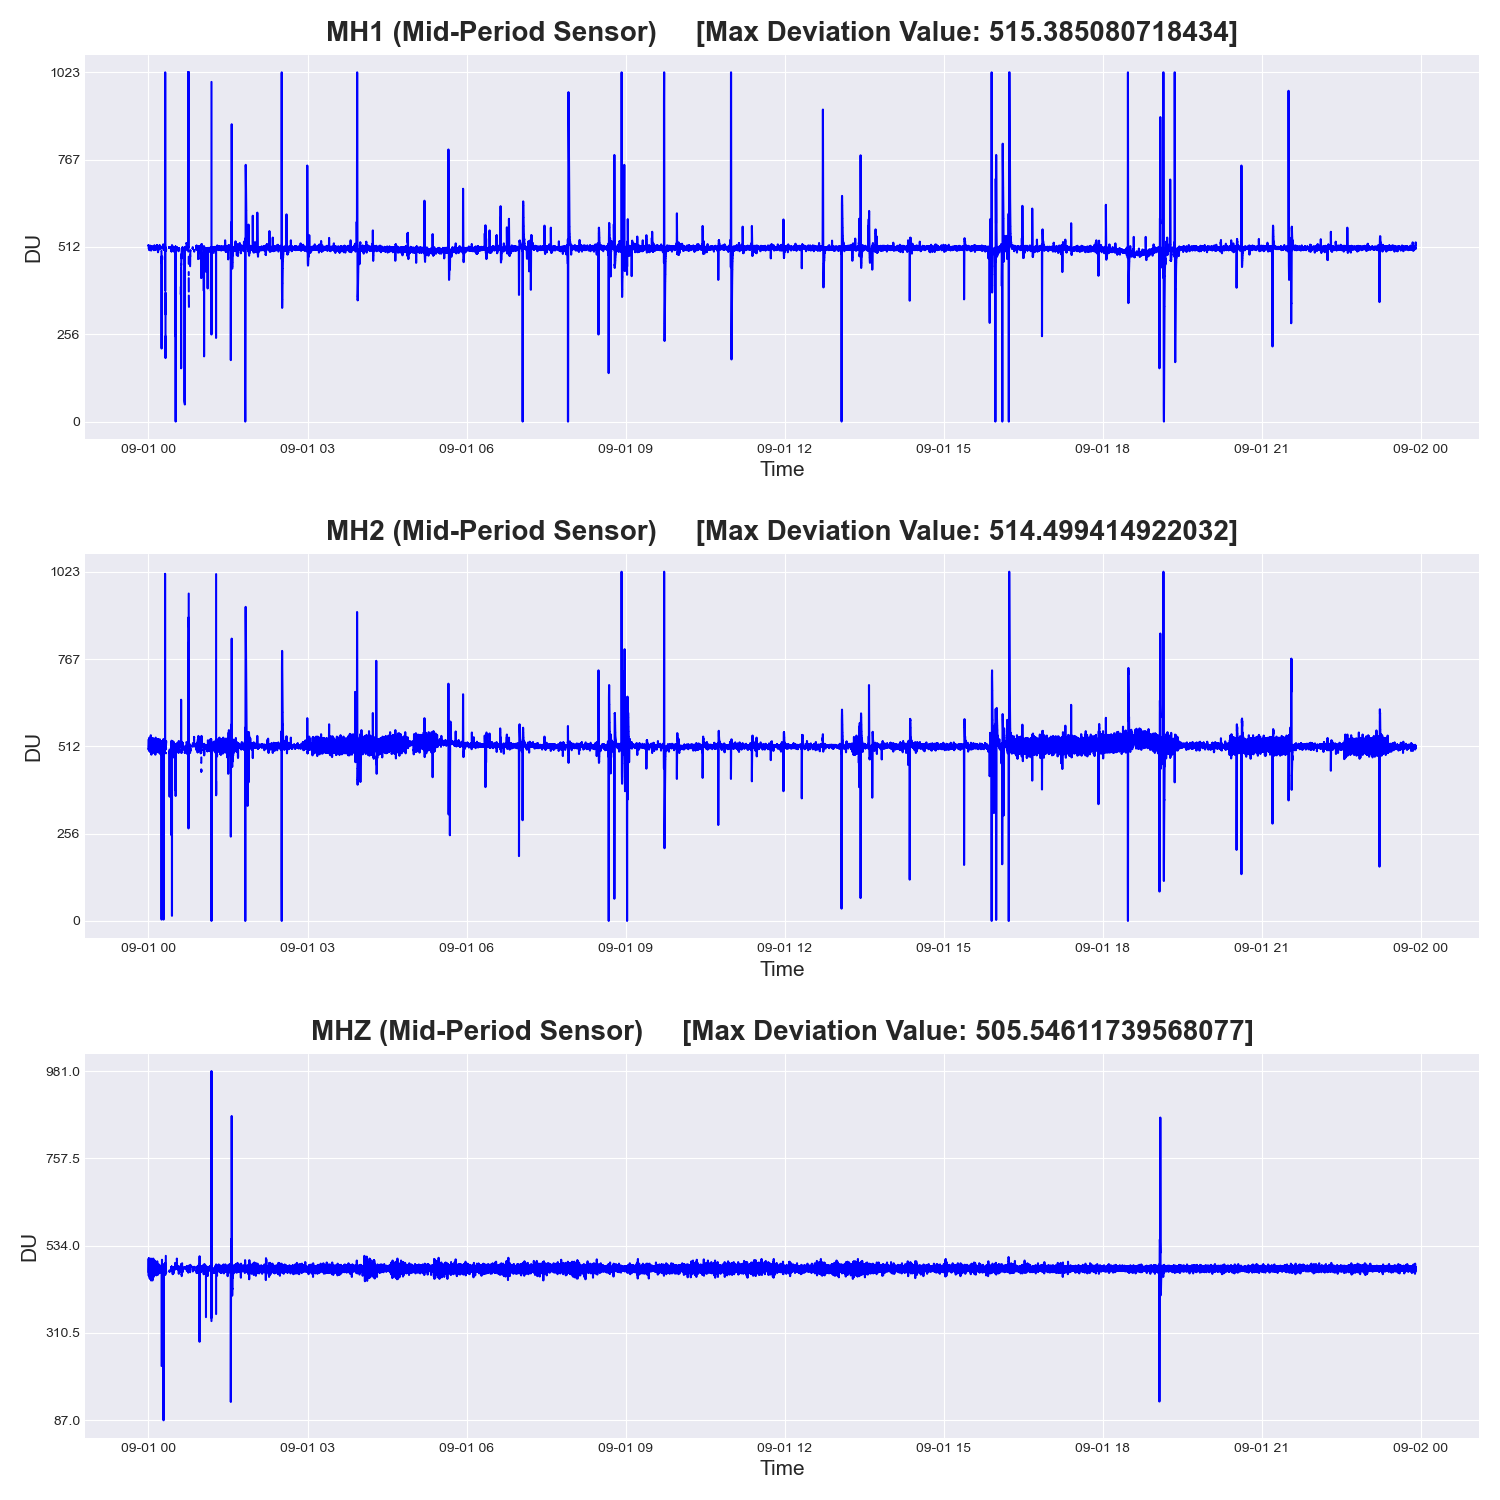 MH1 (Mid-Period Sensor) [Max Deviation Value: 515.385080718434]
1023
767
512
256
0
DU
09-01 00 09-01 03 09-01 06 09-01 09 09-01 12 09-01 15 09-01 18 09-01 21 09-02 00
Time
MH2 (Mid-Period Sensor) [Max Deviation Value: 514.499414922032]
1023
767
512
256
0
DU
09-01 00 09-01 03 09-01 06 09-01 09 09-01 12 09-01 15 09-01 18 09-01 21 09-02 00
Time
MHZ (Mid-Period Sensor) [Max Deviation Value: 505.54611739568077]
981.0
757.5
534.0
310.5
87.0
DU
09-01 00 09-01 03 09-01 06 09-01 09 09-01 12 09-01 15 09-01 18 09-01 21 09-02 00
Time